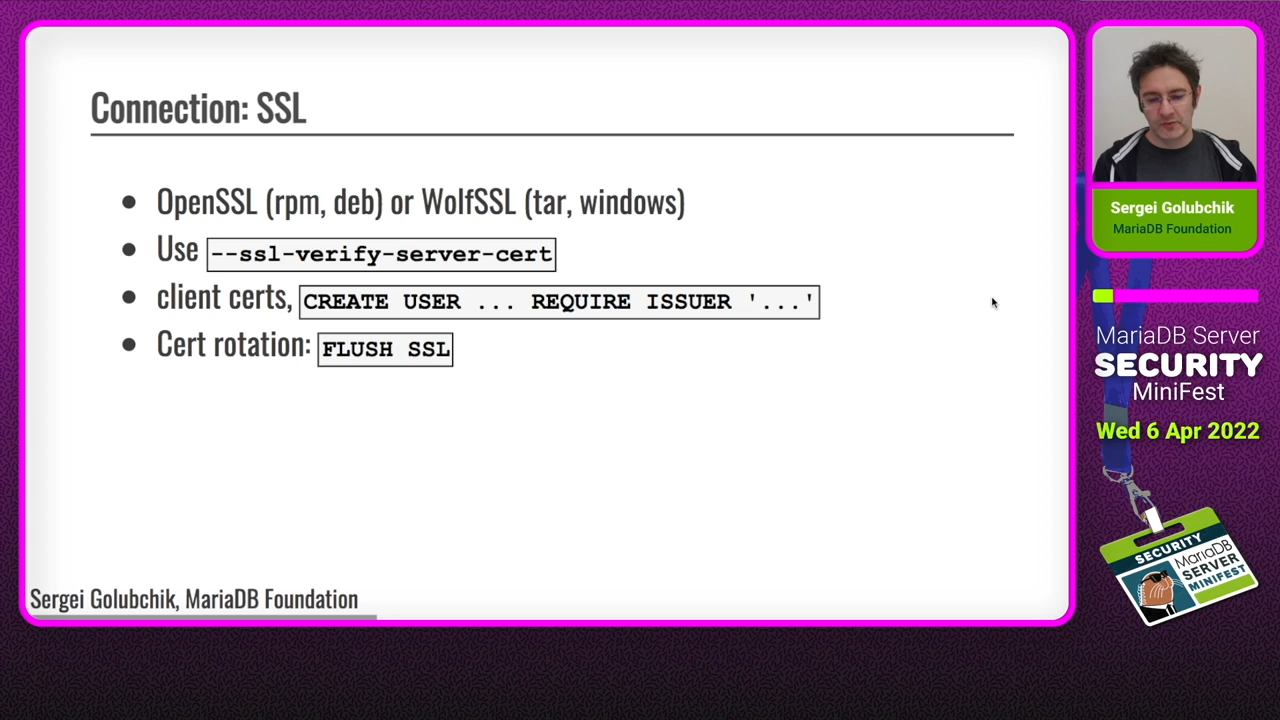 Connection: SSL
OpenSSL (rpm, deb) or WolfSSL (tar, windows)
Use --ssl-verify-server-cert
client certs, CREATE USER ... REQUIRE ISSUER '...'
Cert rotation: FLUSH SSL
Sergei Golubchik, MariaDB Foundation
Sergei Golubchik
MariaDB Foundation
MariaDB Server
SECURITY
MiniFest
Wed 6 Apr 2022
SECURITY
MariaDB
SERVER
MINIFEST